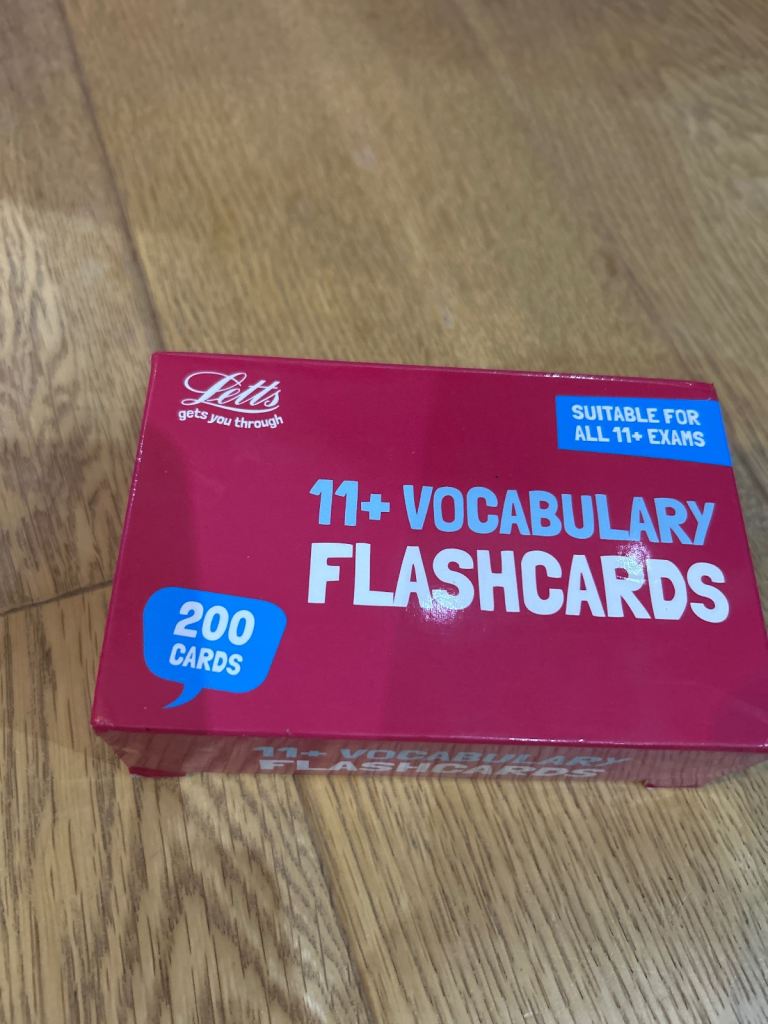 Letts
gets you through
SUITABLE FOR
ALL 11+ EXAMS
11+ VOCABULARY
FLASHCARDS
200
CARDS
11+ VOCABULARY
FLASHCARDS